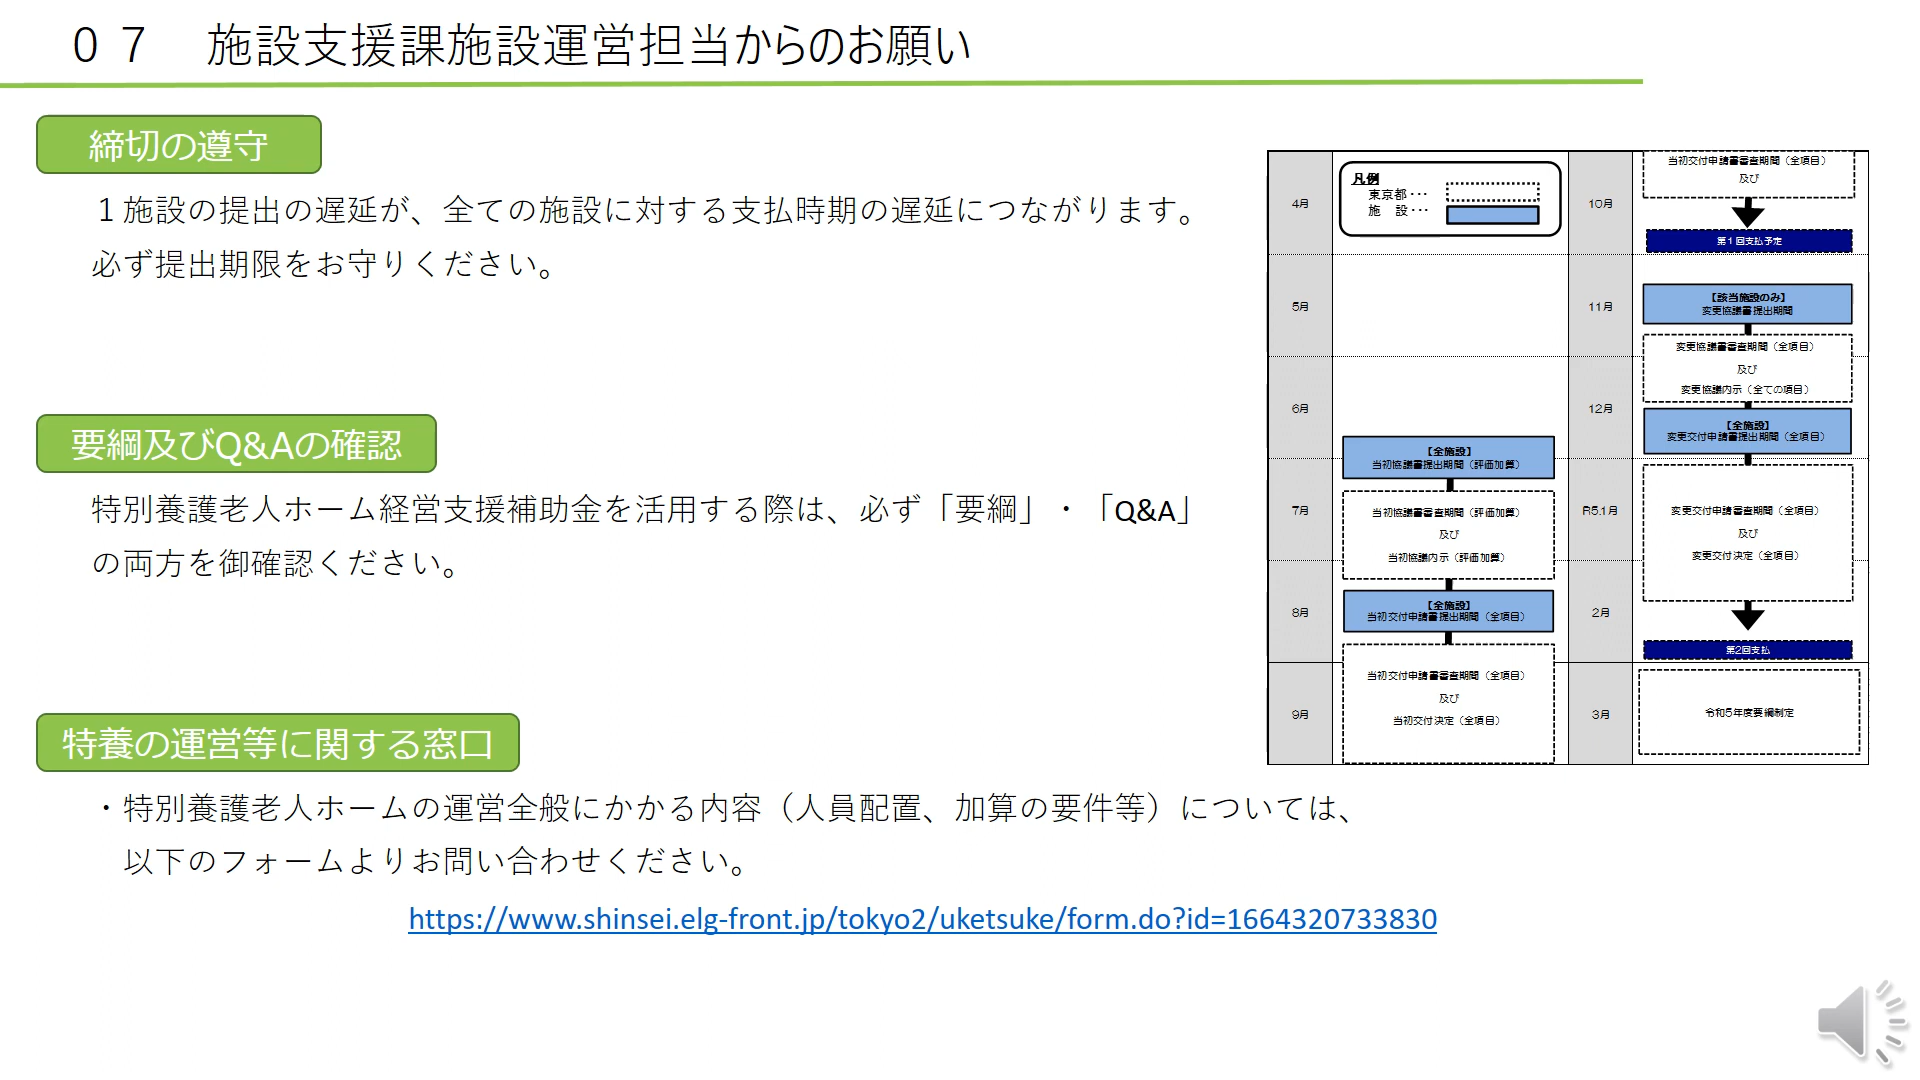 ０７　施設支援課施設運営担当からのお願い
締切の遵守
１施設の提出の遅延が、全ての施設に対する支払時期の遅延につながります。
必ず提出期限をお守りください。
要綱及びQ&Aの確認
特別養護老人ホーム経営支援補助金を活用する際は、必ず「要綱」・「Q&A」
の両方を御確認ください。
特養の運営等に関する窓口
・特別養護老人ホームの運営全般にかかる内容（人員配置、加算の要件等）については、
以下のフォームよりお問い合わせください。
https://www.shinsei.elg-front.jp/tokyo2/uketsuke/form.do?id=1664320733830
4月
凡例
東京都・・・
施　設・・・
5月
6月
【全施設】
当初協議書提出期間（評価加算）
7月
当初協議書審査期間（評価加算）
及び
当初協議内示（評価加算）
8月
【全施設】
当初交付申請書提出期間（全項目）
9月
当初交付申請書審査期間（全項目）
及び
当初交付決定（全項目）
10月
当初交付申請書審査期間（全項目）
及び
第１回支払予定
11月
【該当施設のみ】
変更協議書提出期間
変更協議書審査期間（全項目）
及び
変更協議内示（全ての項目）
12月
【全施設】
変更交付申請書提出期間（全項目）
R5.1月
変更交付申請書審査期間（全項目）
及び
変更交付決定（全項目）
2月
第2回支払
3月
令和5年度要綱制定